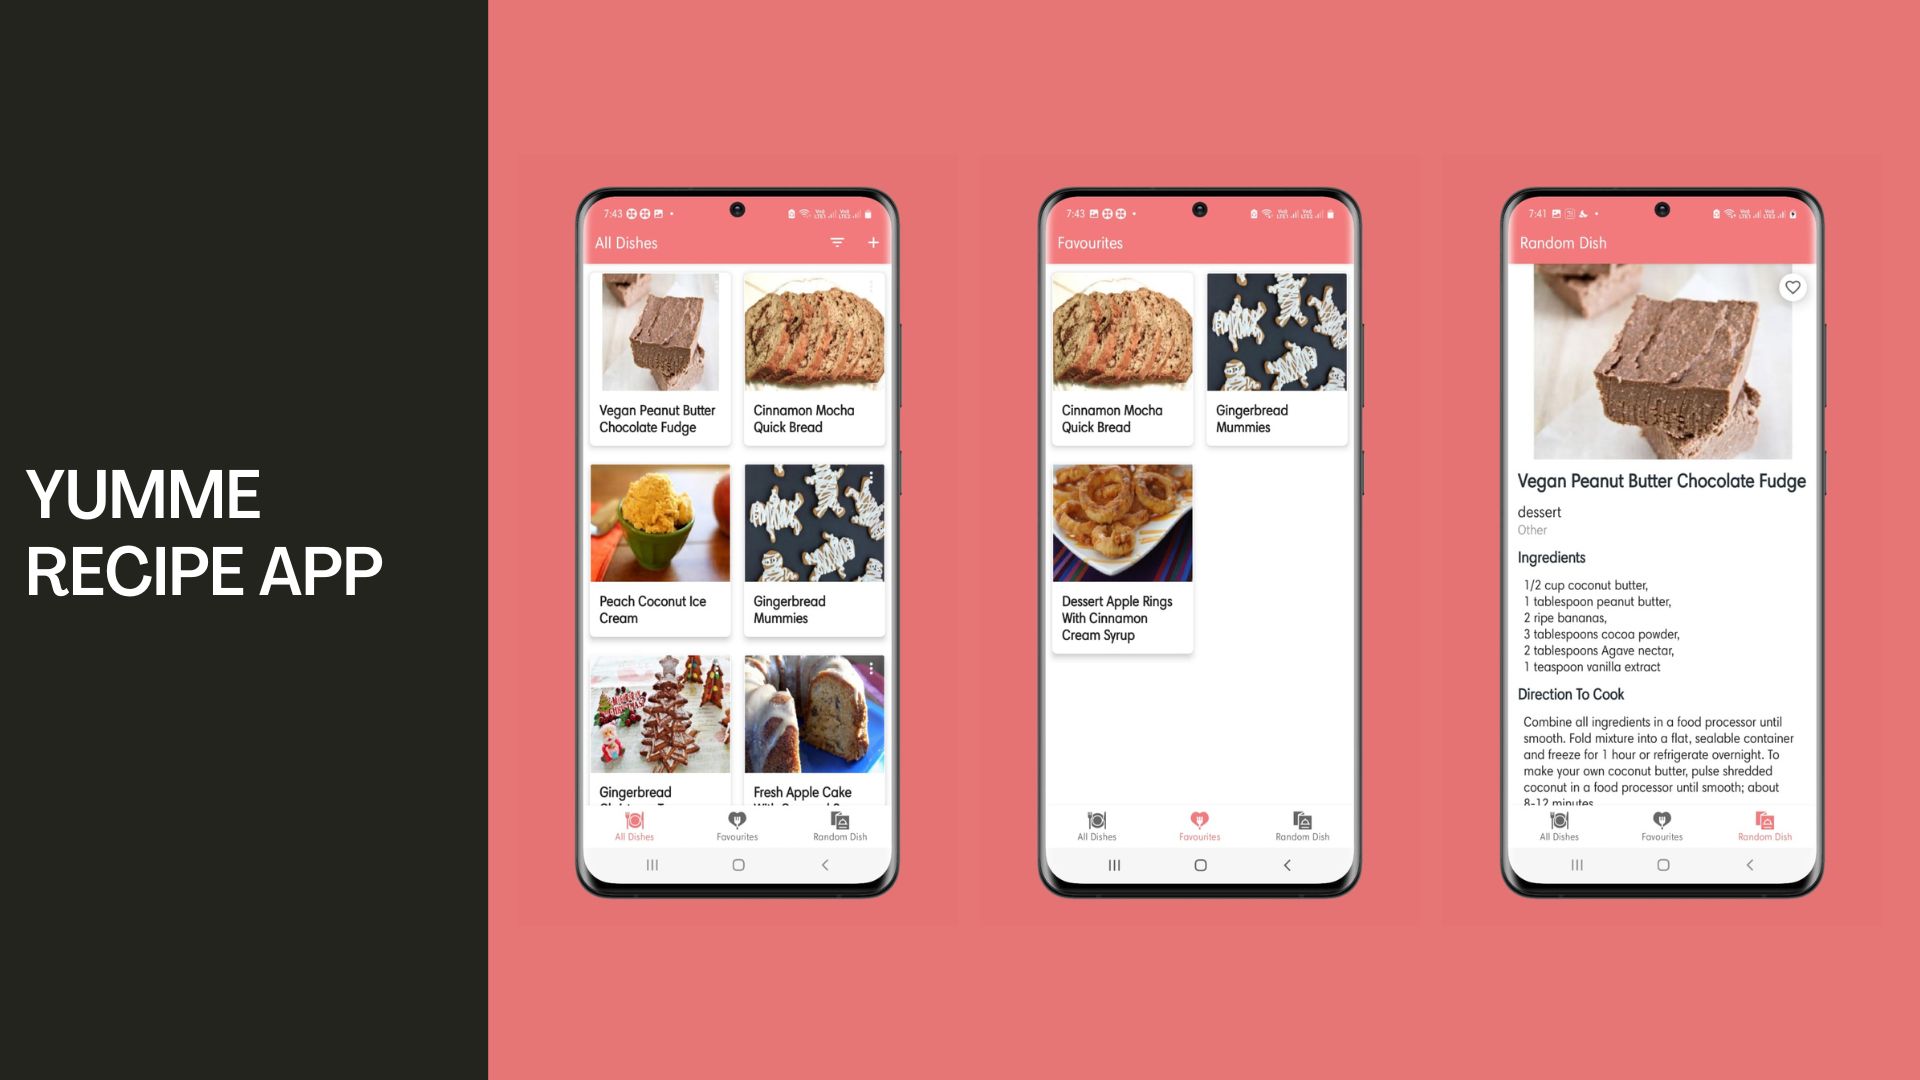 YUMME
RECIPE APP
7:43
All Dishes
Vegan Peanut Butter
Chocolate Fudge
Cinnamon Mocha
Quick Bread
Peach Coconut Ice
Cream
Gingerbread
Mummies
Gingerbread
Fresh Apple Cake
All Dishes
Favourites
Random Dish
7:43
Favourites
Cinnamon Mocha
Quick Bread
Gingerbread
Mummies
Dessert Apple Rings
With Cinnamon
Cream Syrup
All Dishes
Favourites
Random Dish
7:41
Random Dish
Vegan Peanut Butter Chocolate Fudge
dessert
Other
Ingredients
1/2 cup coconut butter,
1 tablespoon peanut butter,
2 ripe bananas,
3 tablespoons cocoa powder,
2 tablespoons Agave nectar,
1 teaspoon vanilla extract
Direction To Cook
Combine all ingredients in a food processor until
smooth. Fold mixture into a flat, sealable container
and freeze for 1 hour or refrigerate overnight. To
make your own coconut butter, pulse shredded
coconut in a food processor until smooth; about
8-12 minutes
All Dishes
Favourites
Random Dish